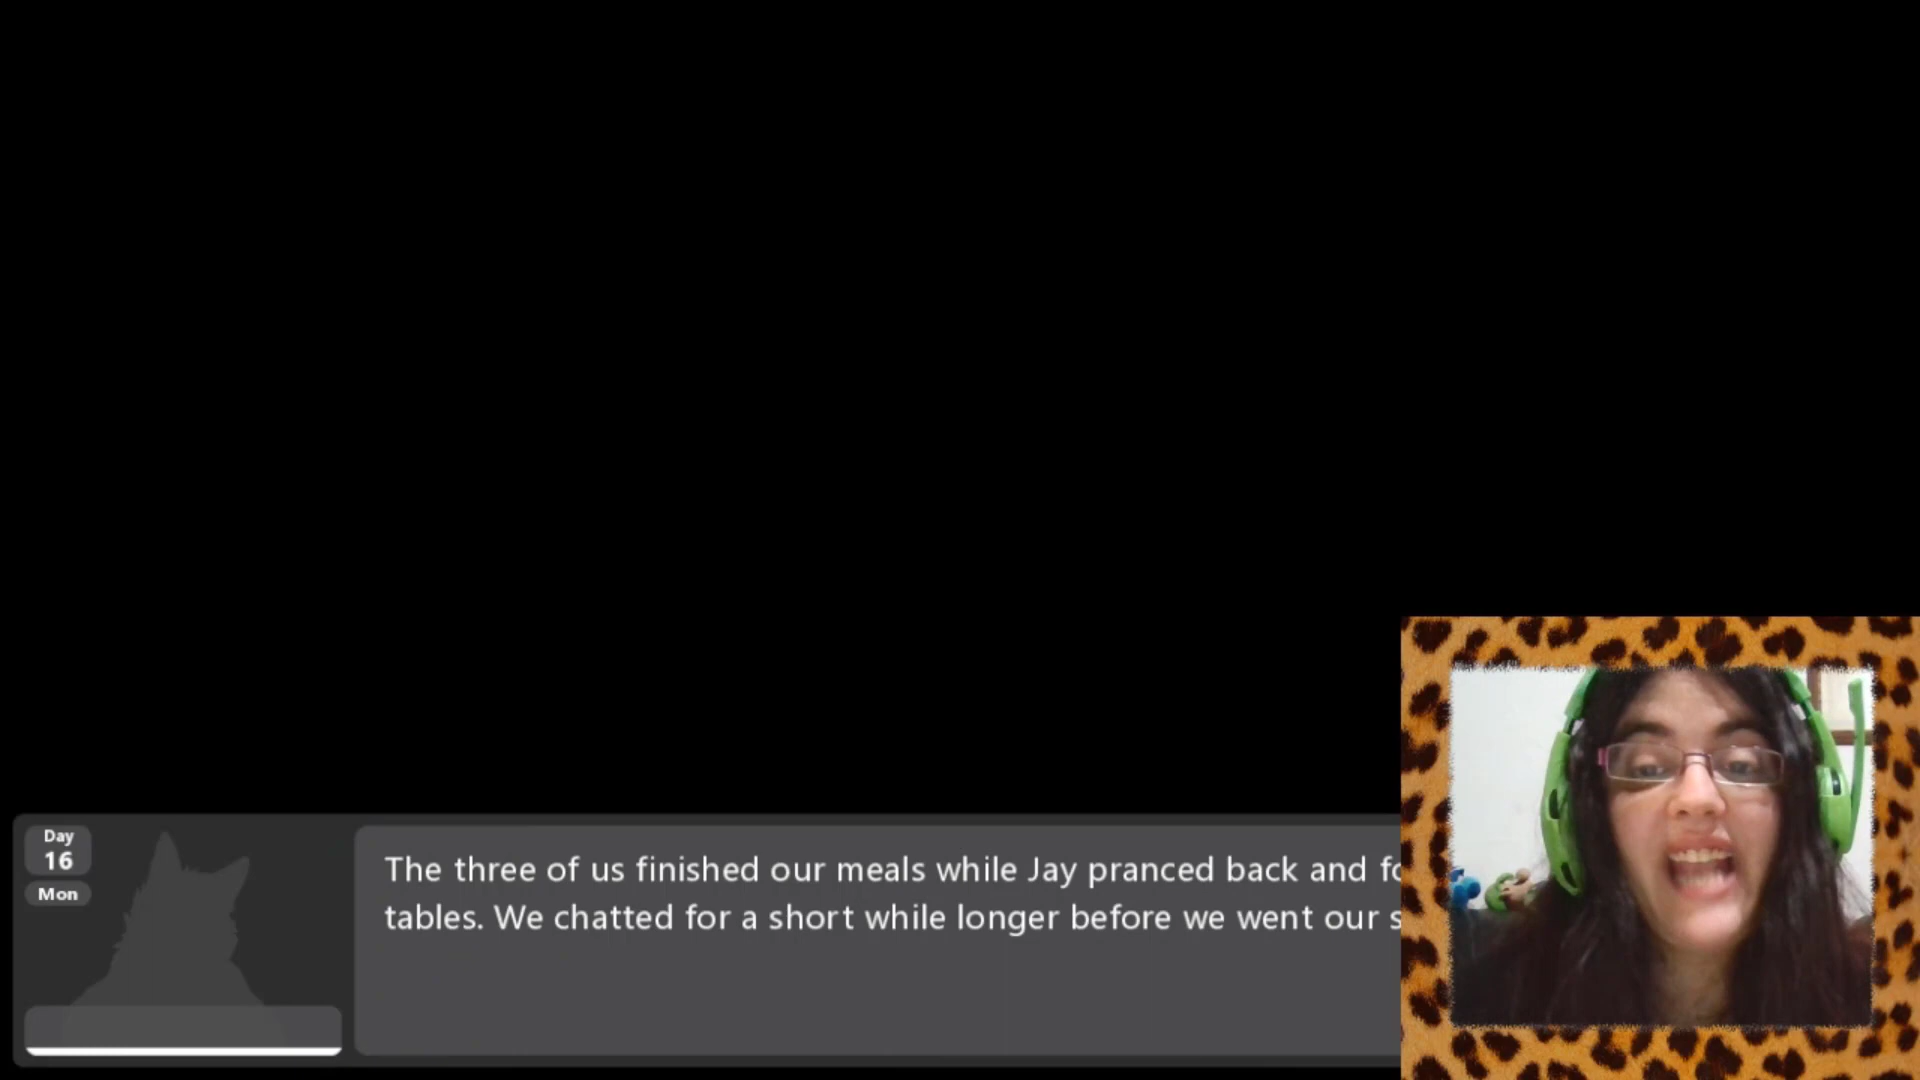 Day
16
Mon
The three of us finished our meals while Jay pranced back and
tables. We chatted for a short while longer before we went our